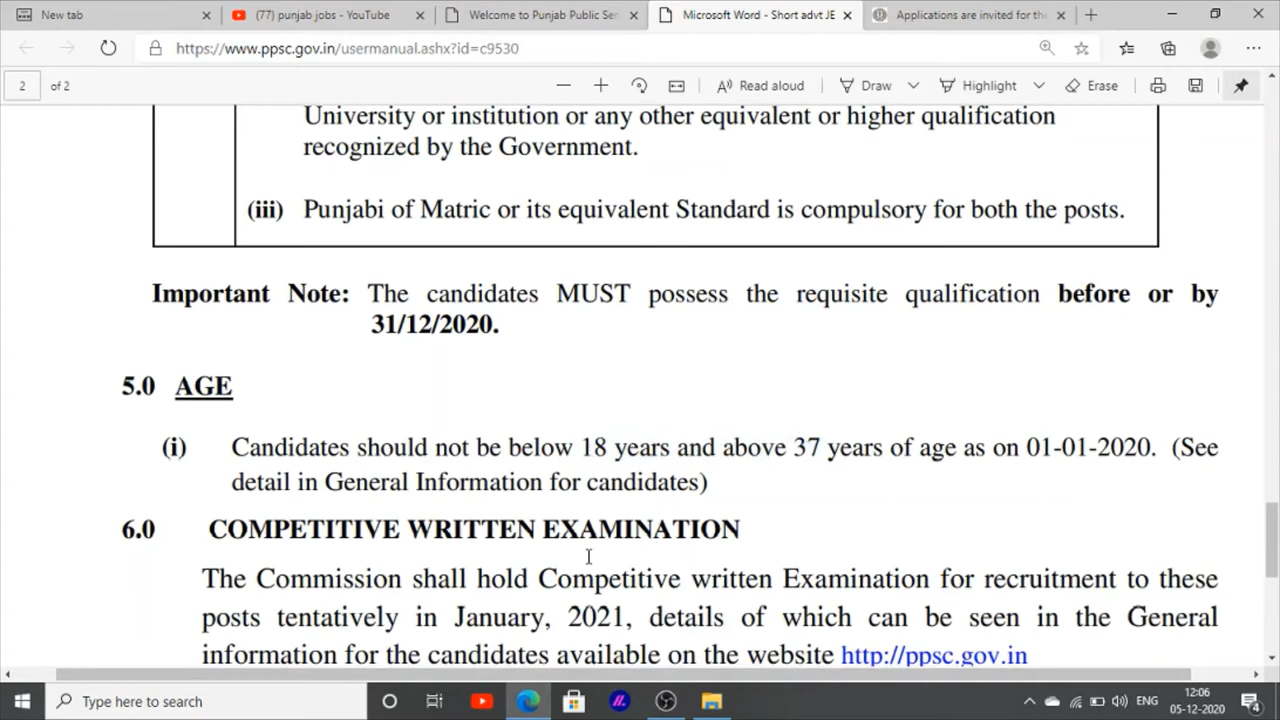 New tab
(77) punjab jobs - YouTube
Welcome to Punjab Public Ser
Microsoft Word - Short advt JE
Applications are invited for the
https://www.ppsc.gov.in/usermanual.ashx?id=c9530
2 of 2
Read aloud
Draw
Highlight
Erase
University or institution or any other equivalent or higher qualification
recognized by the Government.
(iii) Punjabi of Matric or its equivalent Standard is compulsory for both the posts.
Important Note: The candidates MUST possess the requisite qualification before or by
31/12/2020.
5.0 AGE
(i) Candidates should not be below 18 years and above 37 years of age as on 01-01-2020. (See
detail in General Information for candidates)
6.0 COMPETITIVE WRITTEN EXAMINATION
The Commission shall hold Competitive written Examination for recruitment to these
posts tentatively in January, 2021, details of which can be seen in the General
information for the candidates available on the website http://ppsc.gov.in
Type here to search
ENG
12:06
05-12-2020
4